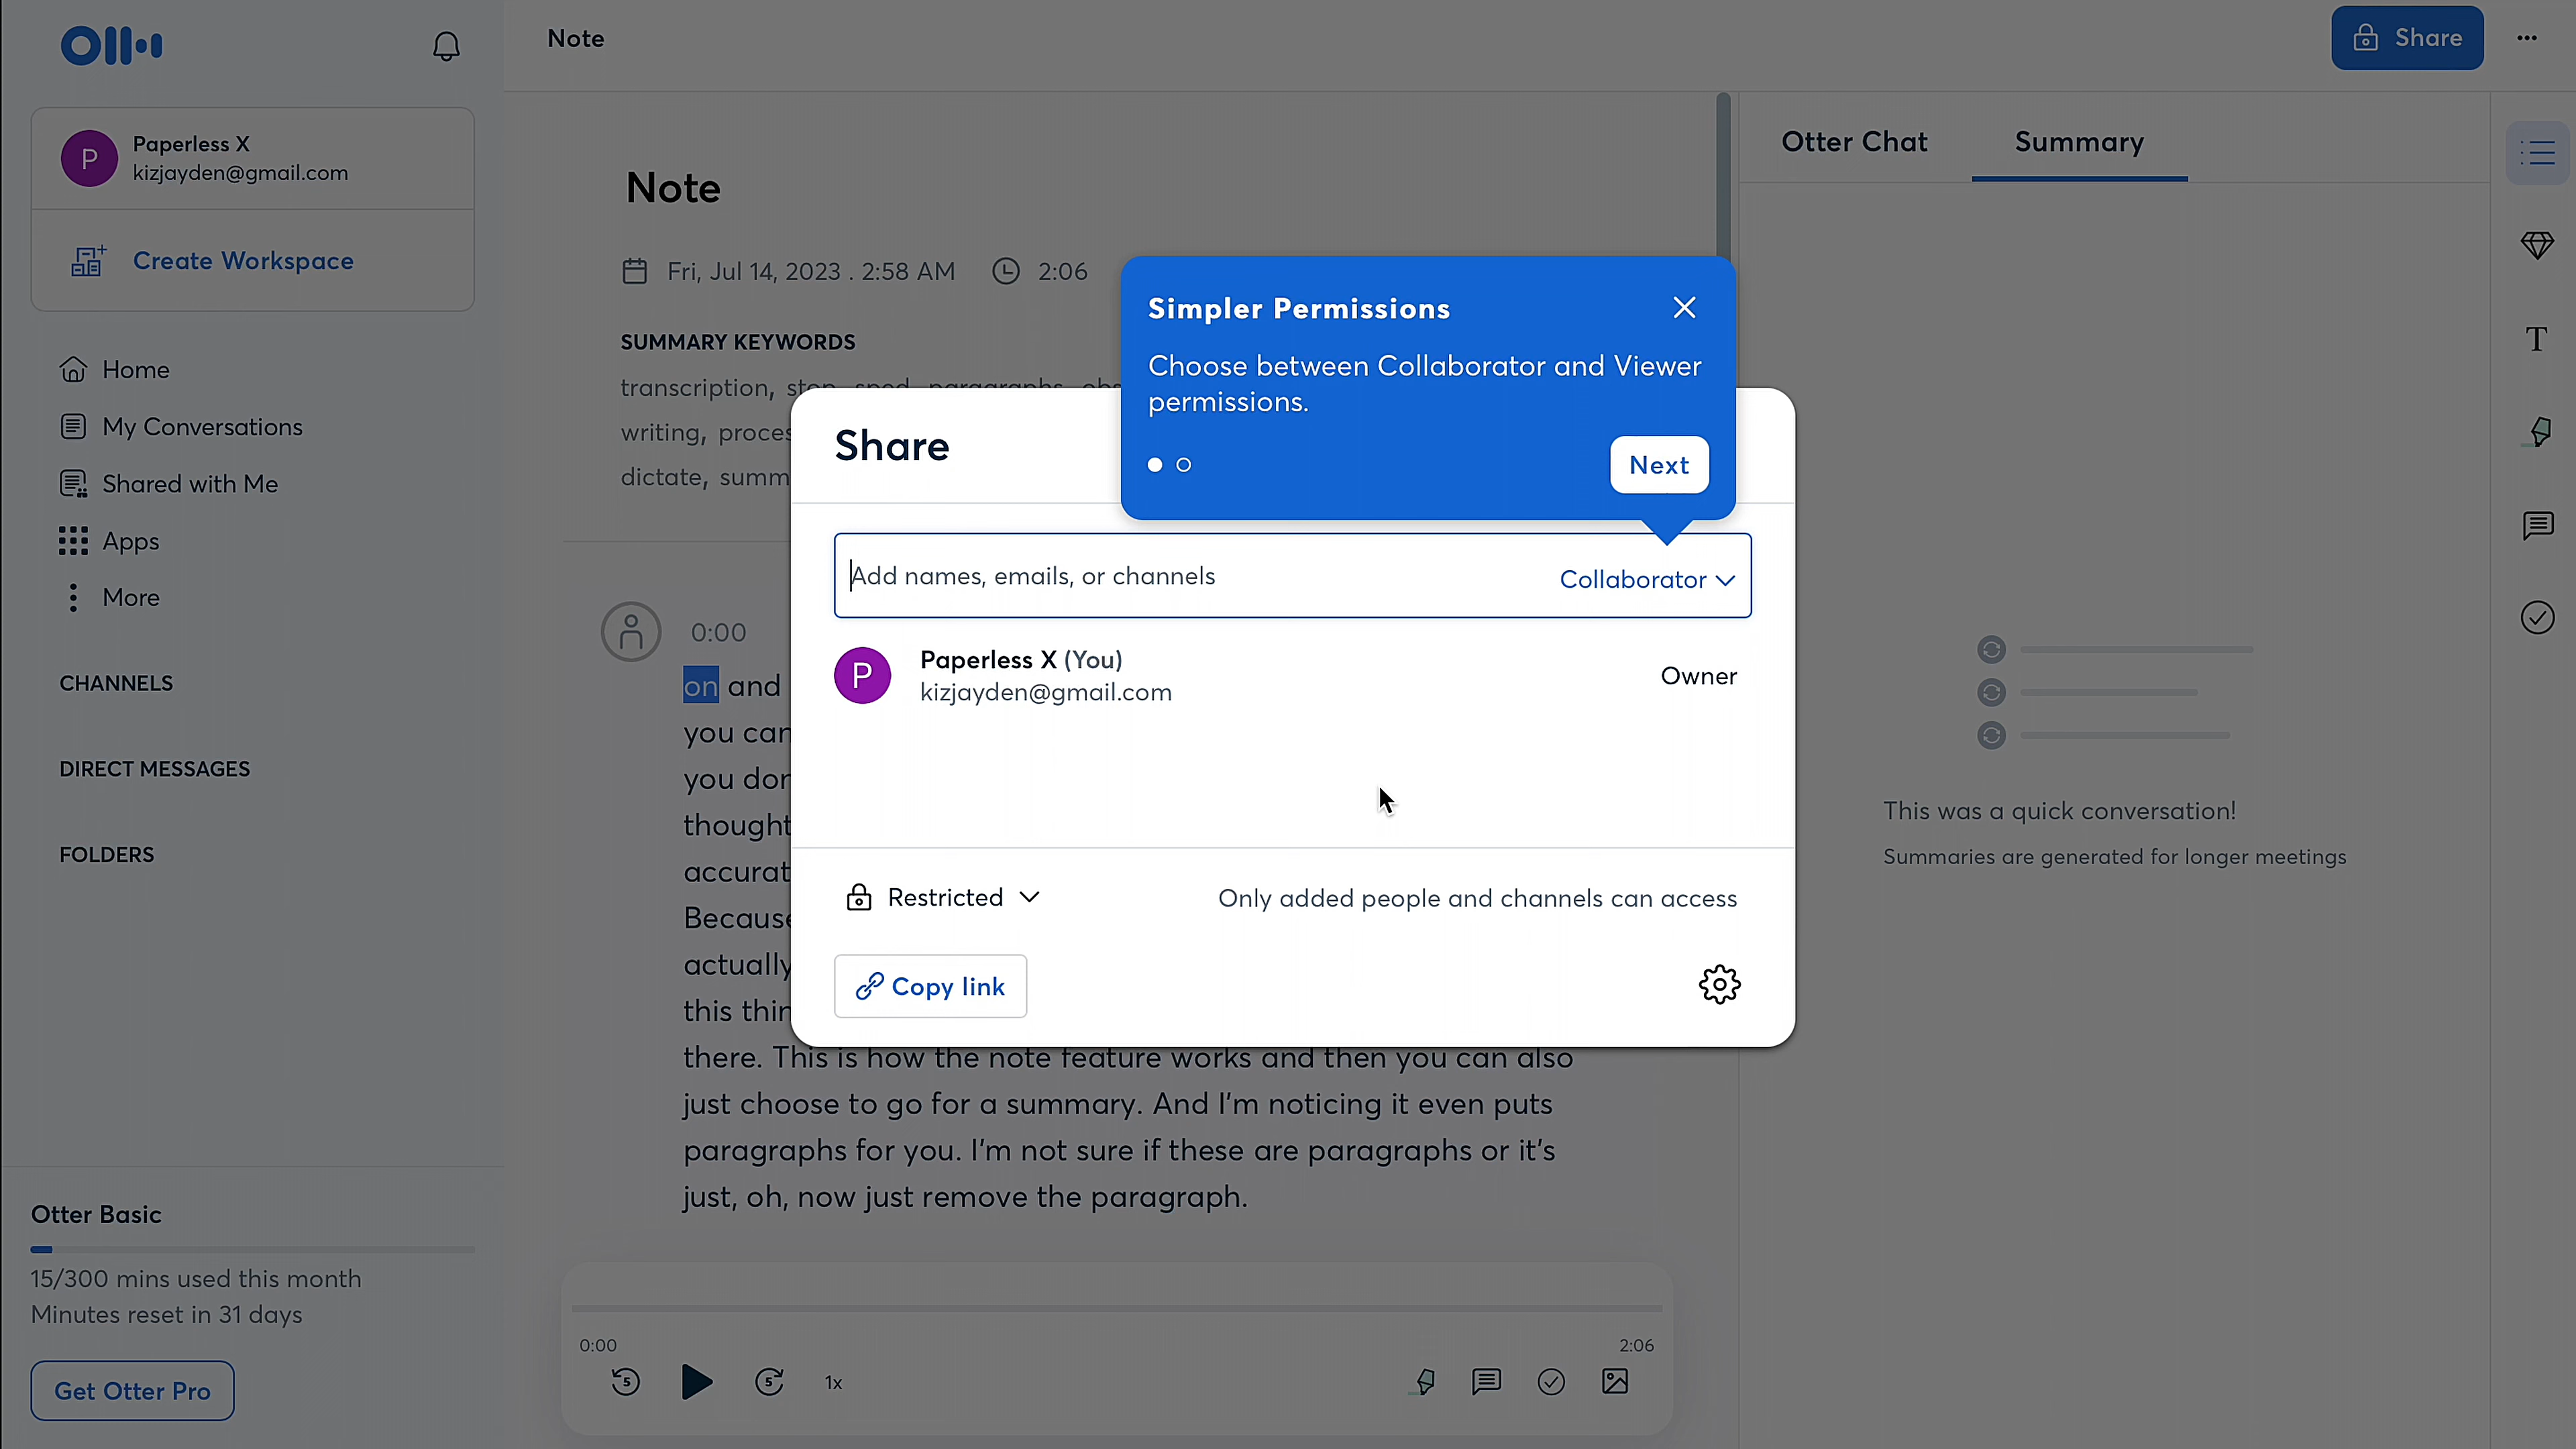 Note
Share
P
Paperless X
kizjayden@gmail.com
Create Workspace
Home
My Conversations
Shared with Me
Apps
More
CHANNELS
DIRECT MESSAGES
FOLDERS
Otter Basic
15/300 mins used this month
Minutes reset in 31 days
Get Otter Pro
Note
Fri, Jul 14, 2023 . 2:58 AM 2:06
SUMMARY KEYWORDS
transcription, stop, sped, paragraphs,
writing,
dictate,
0:00
on and
you can
you
thought
Because
actually
this
there. This is how the note feature works and then you can also
just choose to go for a summary. And I'm noticing it even puts
paragraphs for you. I'm not sure if these are paragraphs or it's
just, oh, now just remove the paragraph.
0:00 2:06
5 5 1x
Simpler Permissions
Choose between Collaborator and Viewer
permissions.
Next
Share
Add names, emails, or channels Collaborator
P
Paperless X (You)
kizjayden@gmail.com
Owner
Restricted Only added people and channels can access
Copy link
Otter Chat Summary
This was a quick conversation!
Summaries are generated for longer meetings
T